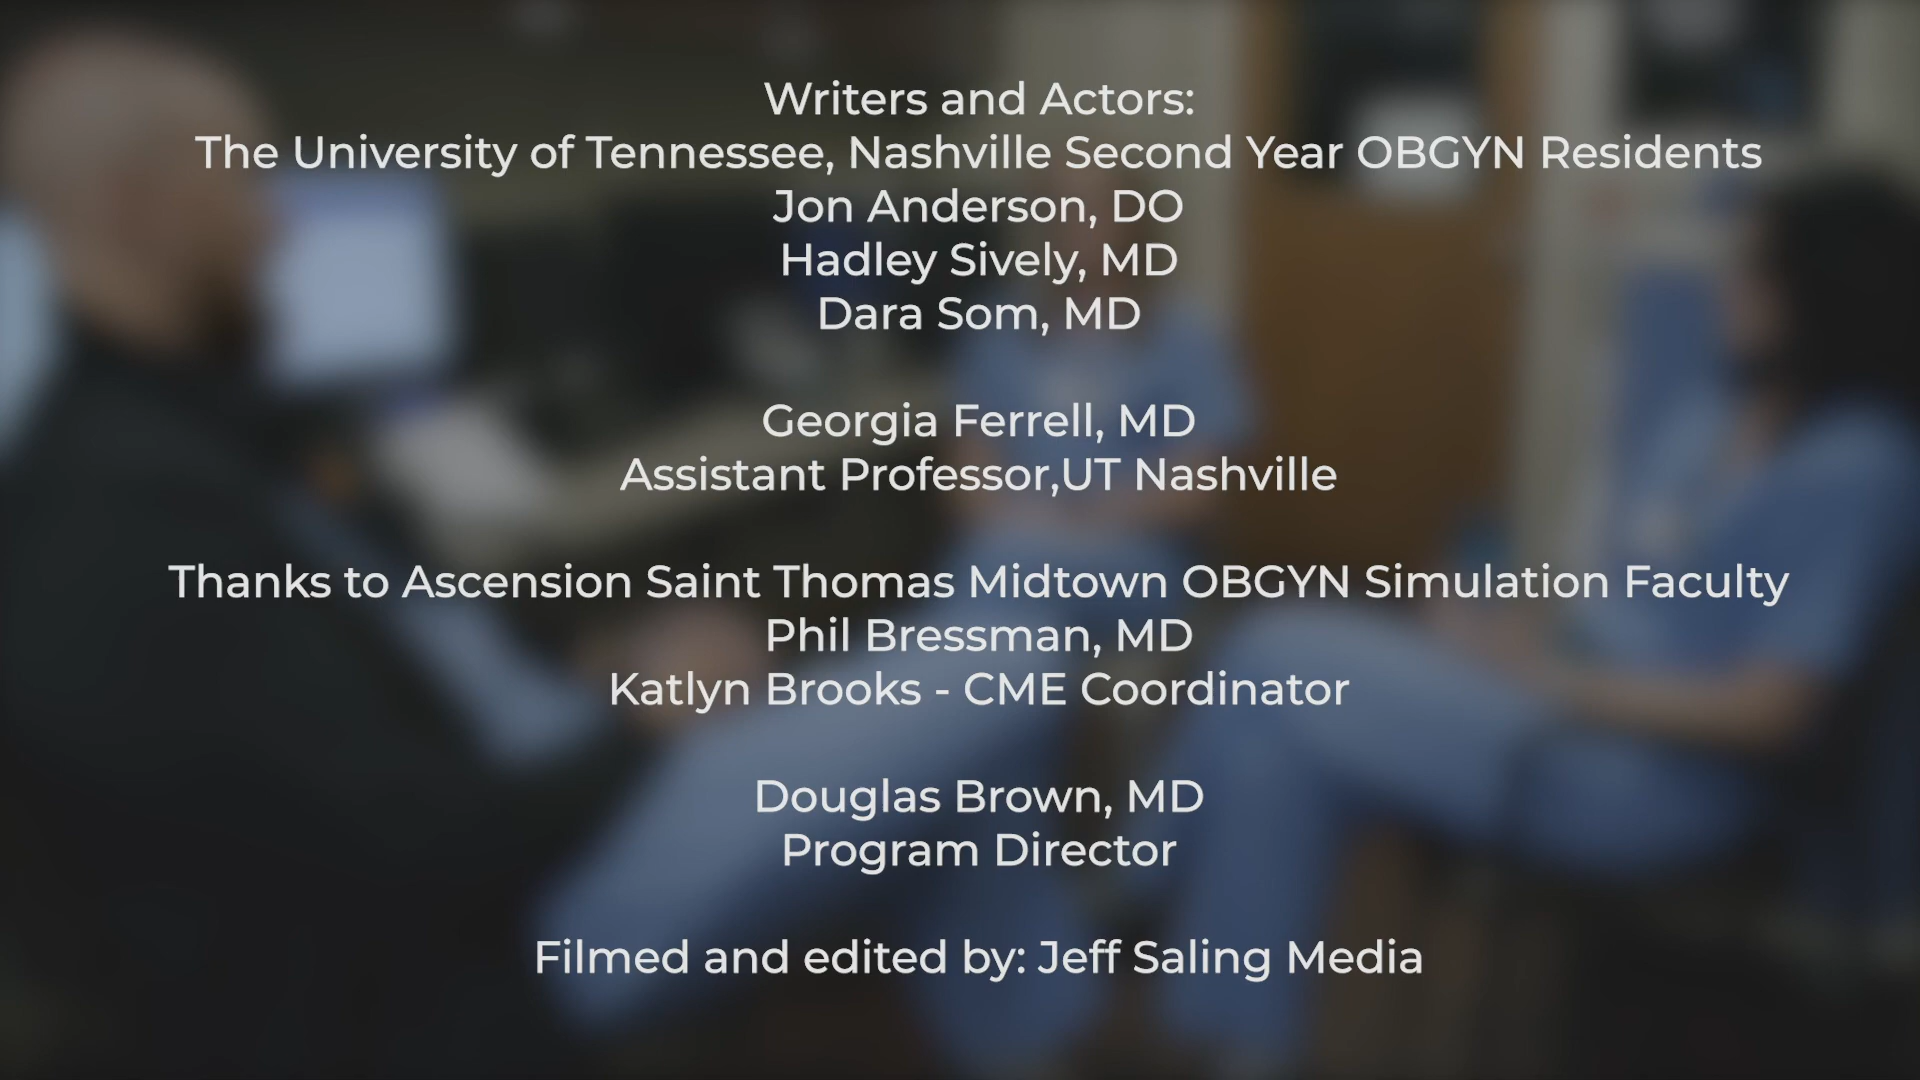 Writers and Actors:
The University of Tennessee, Nashville Second Year OBGYN Residents
Jon Anderson, DO
Hadley Sively, MD
Dara Som, MD
Georgia Ferrell, MD
Assistant Professor,UT Nashville
Thanks to Ascension Saint Thomas Midtown OBGYN Simulation Faculty
Phil Bressman, MD
Katlyn Brooks - CME Coordinator
Douglas Brown, MD
Program Director
Filmed and edited by: Jeff Saling Media